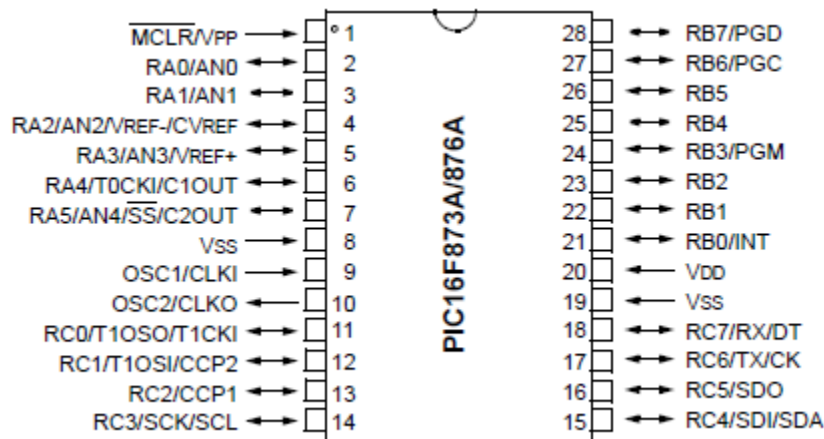 MCLR/VPP 1 28 RB7/PGD
RA0/AN0 2 27 RB6/PGC
RA1/AN1 3 26 RB5
RA2/AN2/VREF-/CVREF 4 25 RB4
RA3/AN3/VREF+ 5 24 RB3/PGM
RA4/T0CKI/C1OUT 6 23 RB2
RA5/AN4/SS/C2OUT 7 22 RB1
VSS 8 21 RB0/INT
OSC1/CLKI 9 20 VDD
OSC2/CLKO 10 19 VSS
RC0/T1OSO/T1CKI 11 18 RC7/RX/DT
RC1/T1OSI/CCP2 12 17 RC6/TX/CK
RC2/CCP1 13 16 RC5/SDO
RC3/SCK/SCL 14 15 RC4/SDI/SDA
PIC16F873A/876A